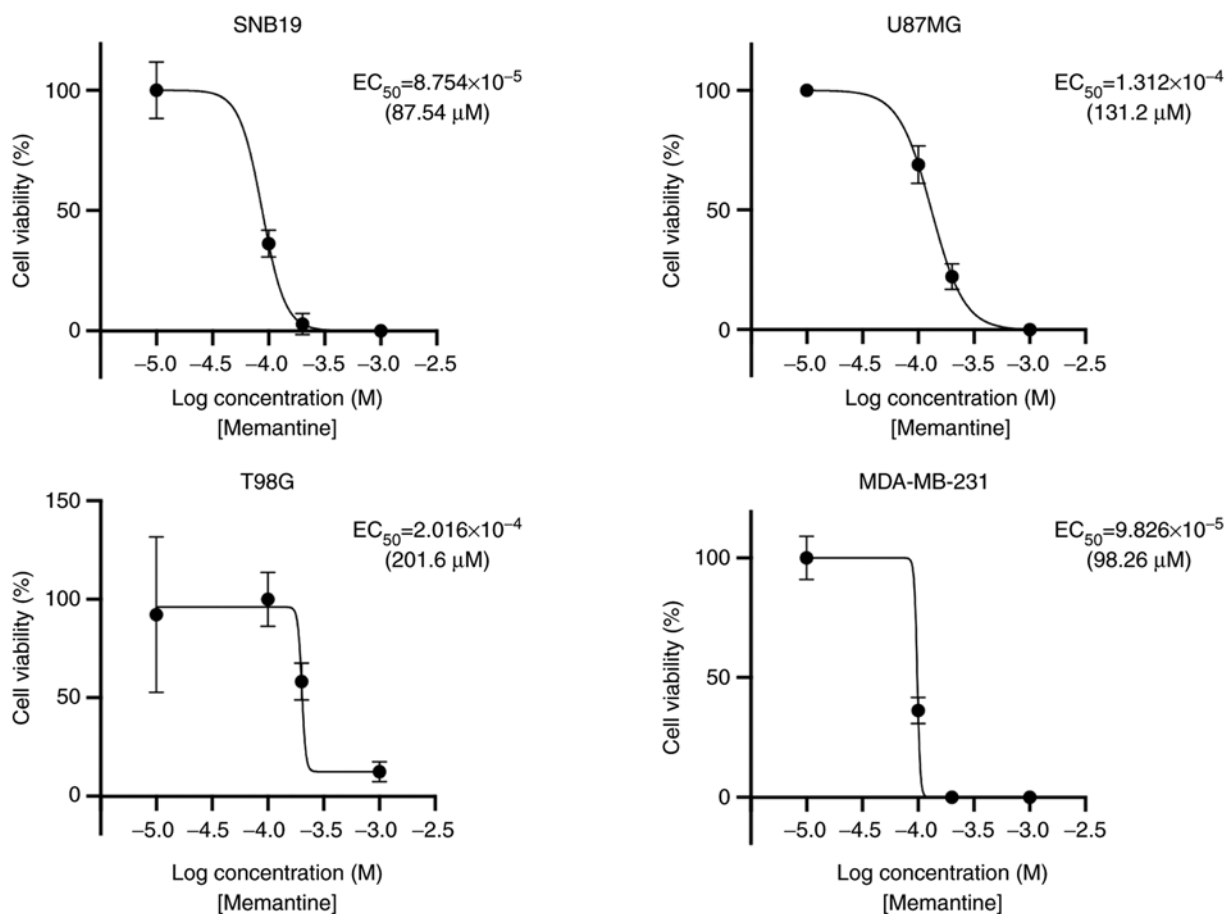 SNB19
EC50=8.754×10−5
(87.54 μM)
Cell viability (%)
100
50
0
−5.0 −4.5 −4.0 −3.5 −3.0 −2.5
Log concentration (M)
[Memantine]
U87MG
EC50=1.312×10−4
(131.2 μM)
Cell viability (%)
100
50
0
−5.0 −4.5 −4.0 −3.5 −3.0 −2.5
Log concentration (M)
[Memantine]
T98G
EC50=2.016×10−4
(201.6 μM)
Cell viability (%)
150
100
50
0
−5.0 −4.5 −4.0 −3.5 −3.0 −2.5
Log concentration (M)
[Memantine]
MDA-MB-231
EC50=9.826×10−5
(98.26 μM)
Cell viability (%)
100
50
0
−5.0 −4.5 −4.0 −3.5 −3.0 −2.5
Log concentration (M)
[Memantine]